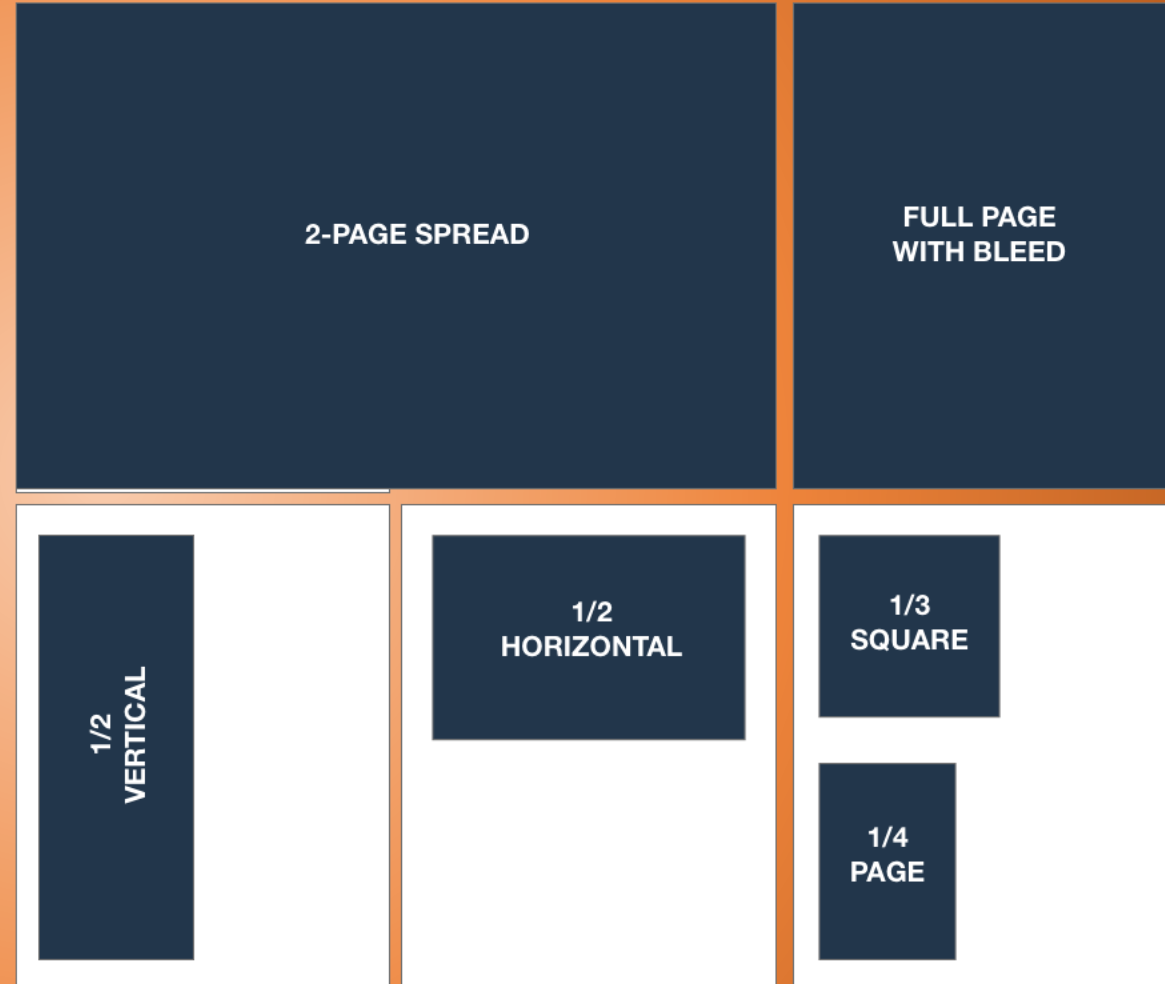 2-PAGE SPREAD
FULL PAGE
WITH BLEED
1/2
VERTICAL
1/2
HORIZONTAL
1/3
SQUARE
1/4
PAGE